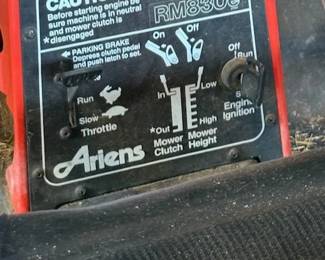 CAUTION
Before starting engine be
sure machine is in neutral
and mower clutch is
*disengaged
RM830e
PARKING BRAKE
Depress clutch pedal
and push latch to set.
On Off
Off
Run
Run
Slow
Throttle
In
Low
*Out
High
Mower Clutch
Mower Height
Engine
Ignition
Ariens